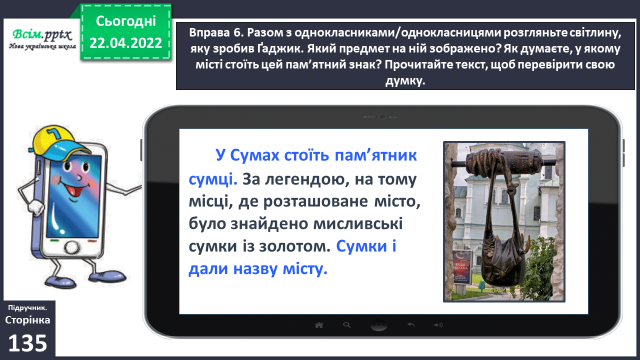 Всім.pptx
Нова українська школа
Сьогодні
22.04.2022
Вправа 6. Разом з однокласниками/однокласницями розгляньте світлину,
яку зробив Ґаджик. Який предмет на ній зображено? Як думаєте, у якому
місті стоїть цей пам’ятний знак? Прочитайте текст, щоб перевірити свою
думку.
У Сумах стоїть пам’ятник
сумці. За легендою, на тому
місці, де розташоване місто,
було знайдено мисливські
сумки із золотом. Сумки і
дали назву місту.
Підручник.
Сторінка
135